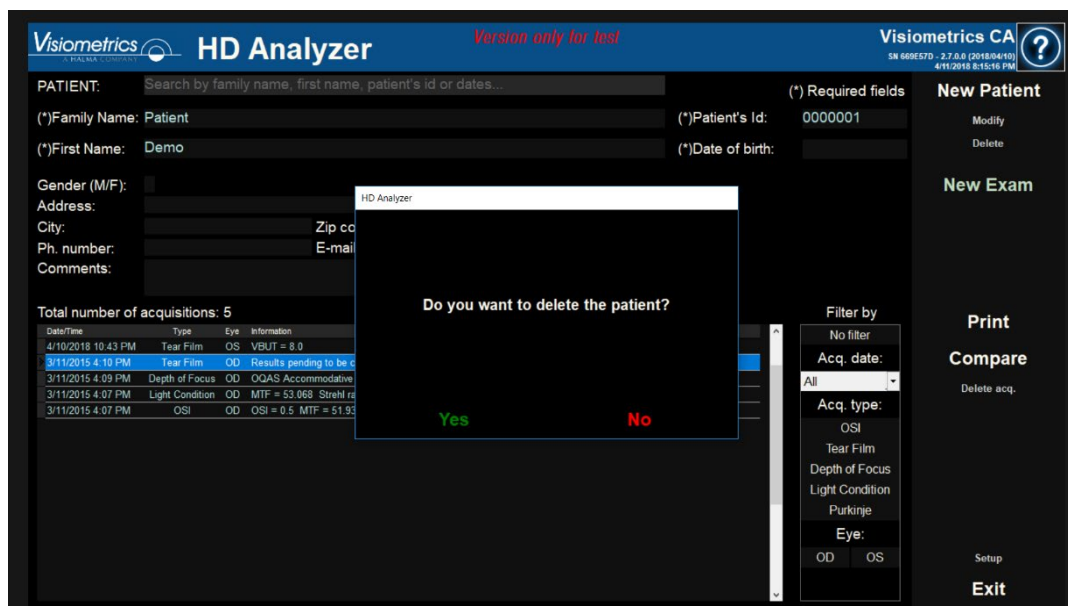 Visiometrics
A HALMA COMPANY
HD Analyzer
Version only for test
Visiometrics CA
SN 669E57D - 2.7.0.0 (2018/04/10)
4/11/2018 8:15:16 PM
?
PATIENT: Search by family name, first name, patient's id or dates...
(*) Required fields
New Patient
(*)Family Name: Patient (*)Patient's Id: 0000001
Modify
(*)First Name: Demo (*)Date of birth:
Delete
Gender (M/F):
New Exam
HD Analyzer
Address:
City: Zip co
Ph. number: E-mail
Comments:
Do you want to delete the patient?
Yes No
Total number of acquisitions: 5
Date/Time Type Eye Information
4/10/2018 10:43 PM Tear Film OS VBUT = 8.0
3/11/2015 4:10 PM Tear Film OD Results pending to be c
3/11/2015 4:09 PM Depth of Focus OD OQAS Accommodative
3/11/2015 4:07 PM Light Condition OD MTF = 53.068 Strehl ra
3/11/2015 4:07 PM OSI OD OSI = 0.5 MTF = 51.93
Filter by
No filter
Acq. date:
All
Acq. type:
OSI
Tear Film
Depth of Focus
Light Condition
Purkinje
Eye:
OD OS
Print
Compare
Delete acq.
Setup
Exit